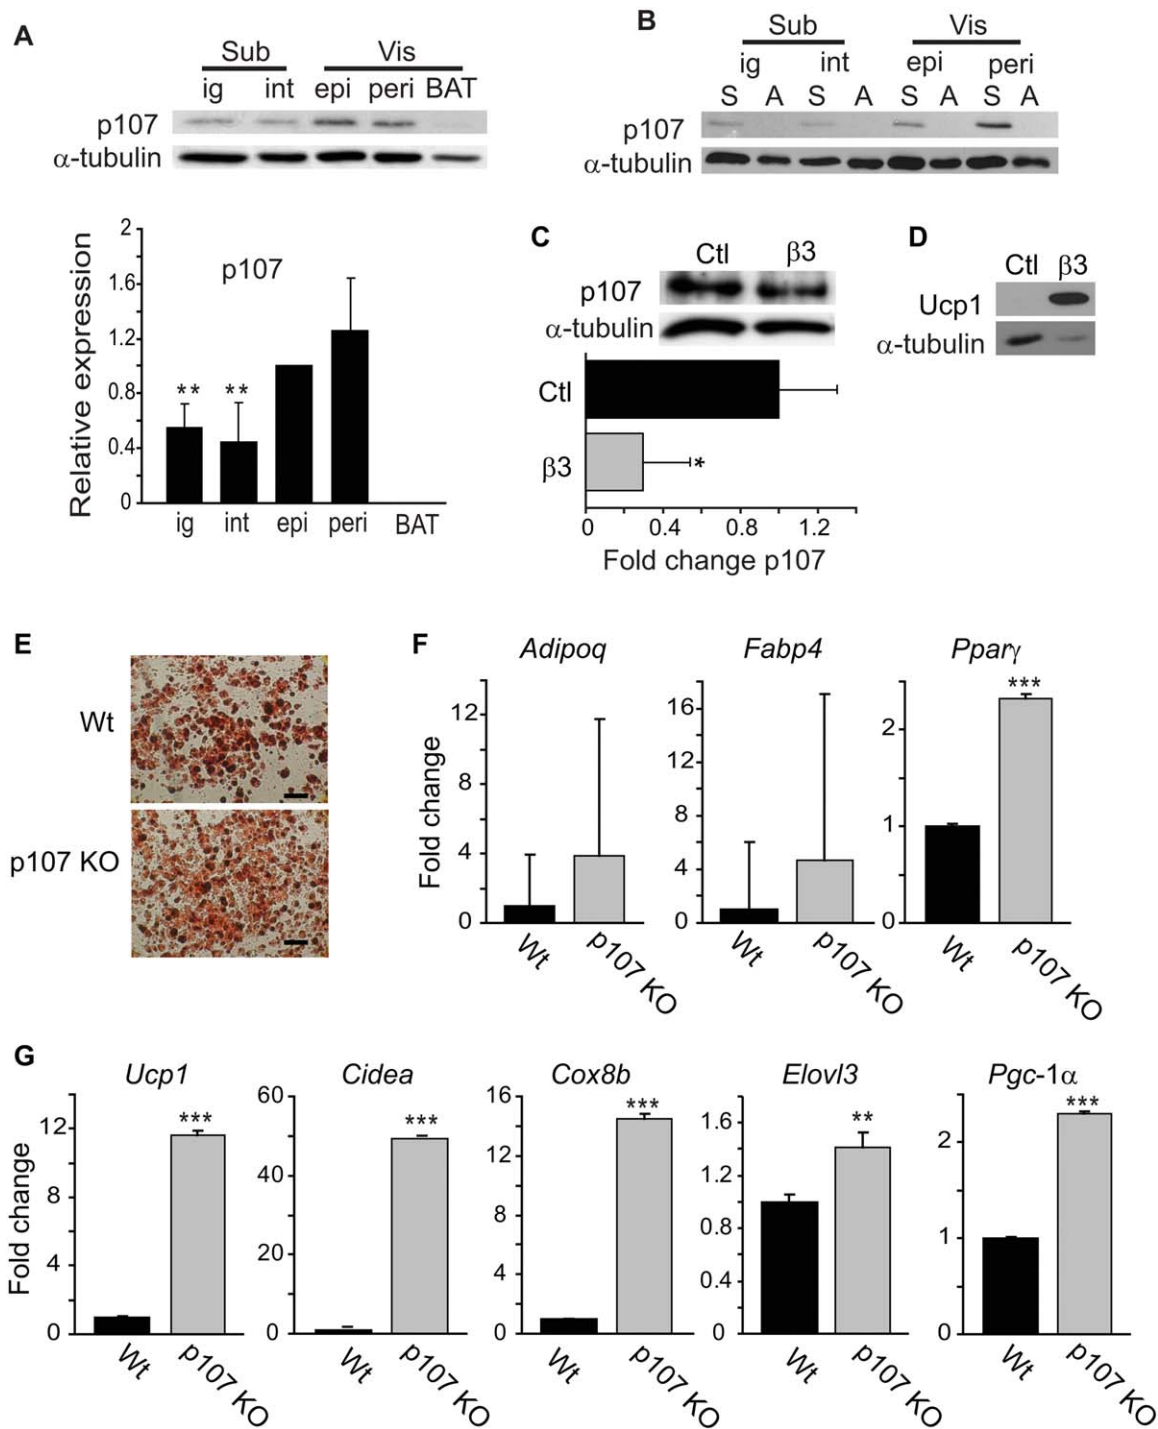 A
Sub Vis
ig int epi peri BAT
p107
α-tubulin
2
1.6
1.2
0.8
0.4
0
Relative expression
p107
** **
ig int epi peri BAT
B
Sub Vis
ig int epi peri
S A S A S A S A
p107
α-tubulin
C
Ctl β3
p107
α-tubulin
Ctl
β3
*
0 0.4 0.8 1.2
Fold change p107
D
Ctl β3
Ucp1
α-tubulin
E
Wt
p107 KO
F
Fold change
Adipoq
12
8
4
0
Wt p107 KO
Fabp4
16
12
8
4
0
Wt p107 KO
Pparγ
***
2
1
0
Wt p107 KO
G
Fold change
Ucp1
***
12
8
4
0
Wt p107 KO
Cidea
***
60
40
20
0
Wt p107 KO
Cox8b
***
16
12
8
4
0
Wt p107 KO
Elovl3
**
1.6
1.2
0.8
0.4
0
Wt p107 KO
Pgc-1α
***
2
1
0
Wt p107 KO